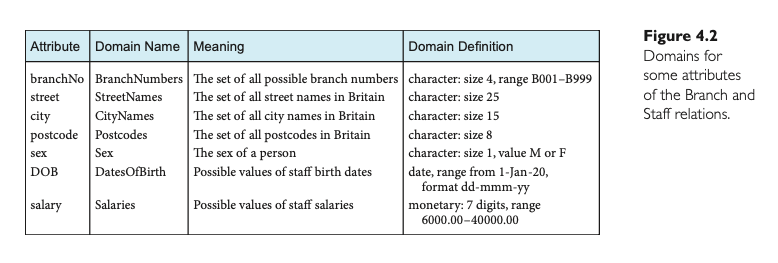 Attribute Domain Name Meaning Domain Definition
branchNo BranchNumbers The set of all possible branch numbers character: size 4, range B001–B999
street StreetNames The set of all street names in Britain character: size 25
city CityNames The set of all city names in Britain character: size 15
postcode Postcodes The set of all postcodes in Britain character: size 8
sex Sex The sex of a person character: size 1, value M or F
DOB DatesOfBirth Possible values of staff birth dates date, range from 1-Jan-20,
format dd-mmm-yy
salary Salaries Possible values of staff salaries monetary: 7 digits, range
6000.00–40000.00
Figure 4.2
Domains for
some attributes
of the Branch and
Staff relations.